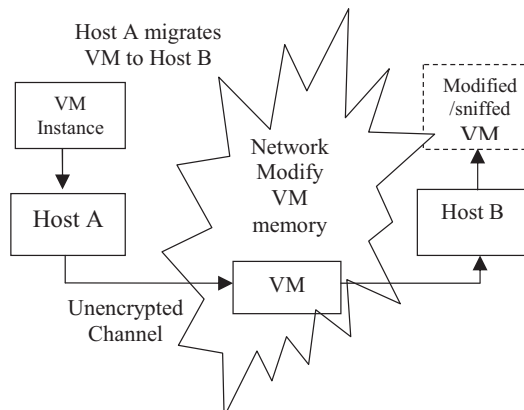 Host A migrates
VM to Host B
VM
Instance
Host A
Unencrypted
Channel
Network
Modify
VM
memory
VM
Modified
/sniffed
VM
Host B